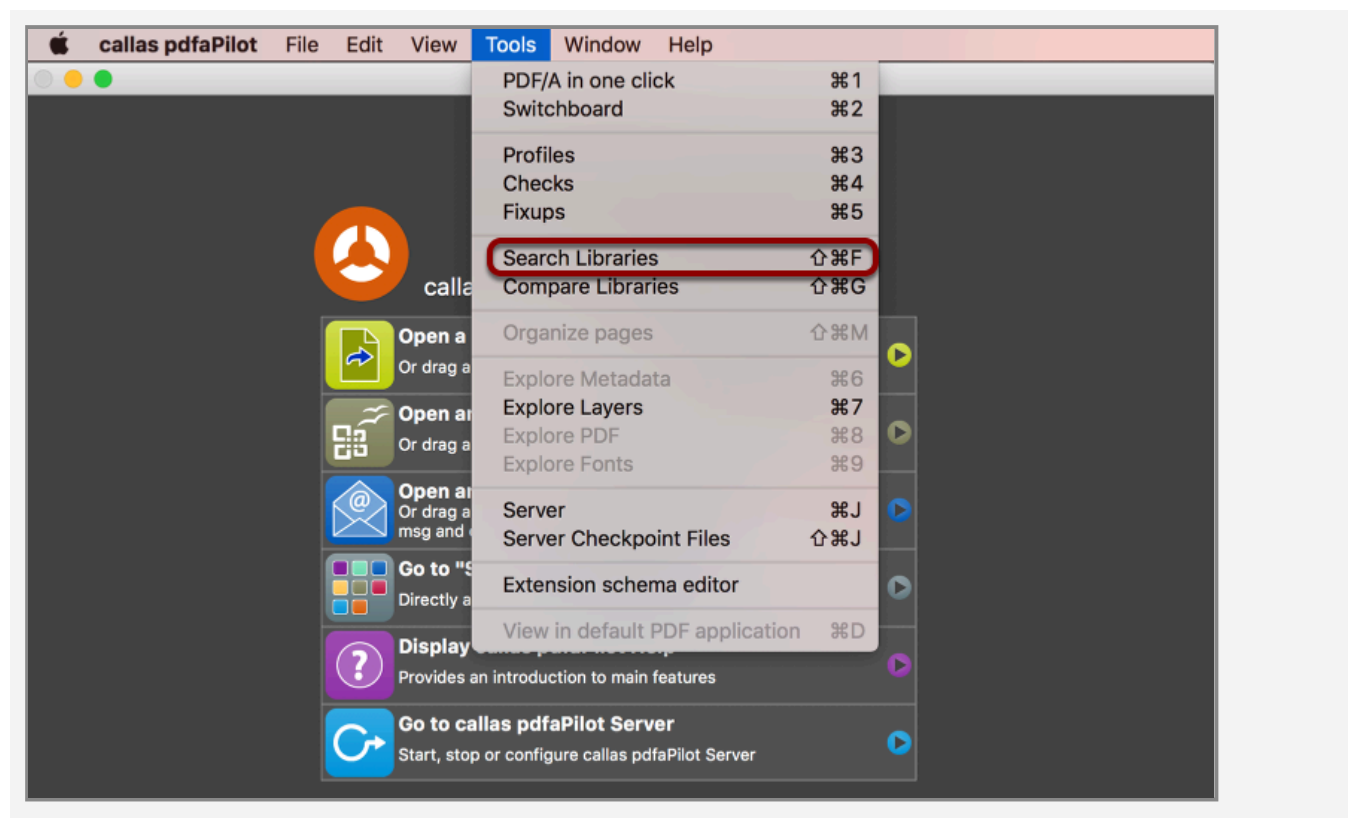 callas pdfaPilot File Edit View Tools Window Help
PDF/A in one click ⌘1
Switchboard ⌘2
Profiles ⌘3
Checks ⌘4
Fixups ⌘5
Search Libraries ⇧⌘F
Compare Libraries ⇧⌘G
Organize pages ⇧⌘M
Explore Metadata ⌘6
Explore Layers ⌘7
Explore PDF ⌘8
Explore Fonts ⌘9
Server ⌘J
Server Checkpoint Files ⇧⌘J
Extension schema editor
View in default PDF application ⌘D
calla
Open a
Or drag a
Open an
Or drag a
@
Open an
Or drag a
msg and
Go to "S
Directly a
?
Display
Provides an introduction to main features
Go to callas pdfaPilot Server
Start, stop or configure callas pdfaPilot Server